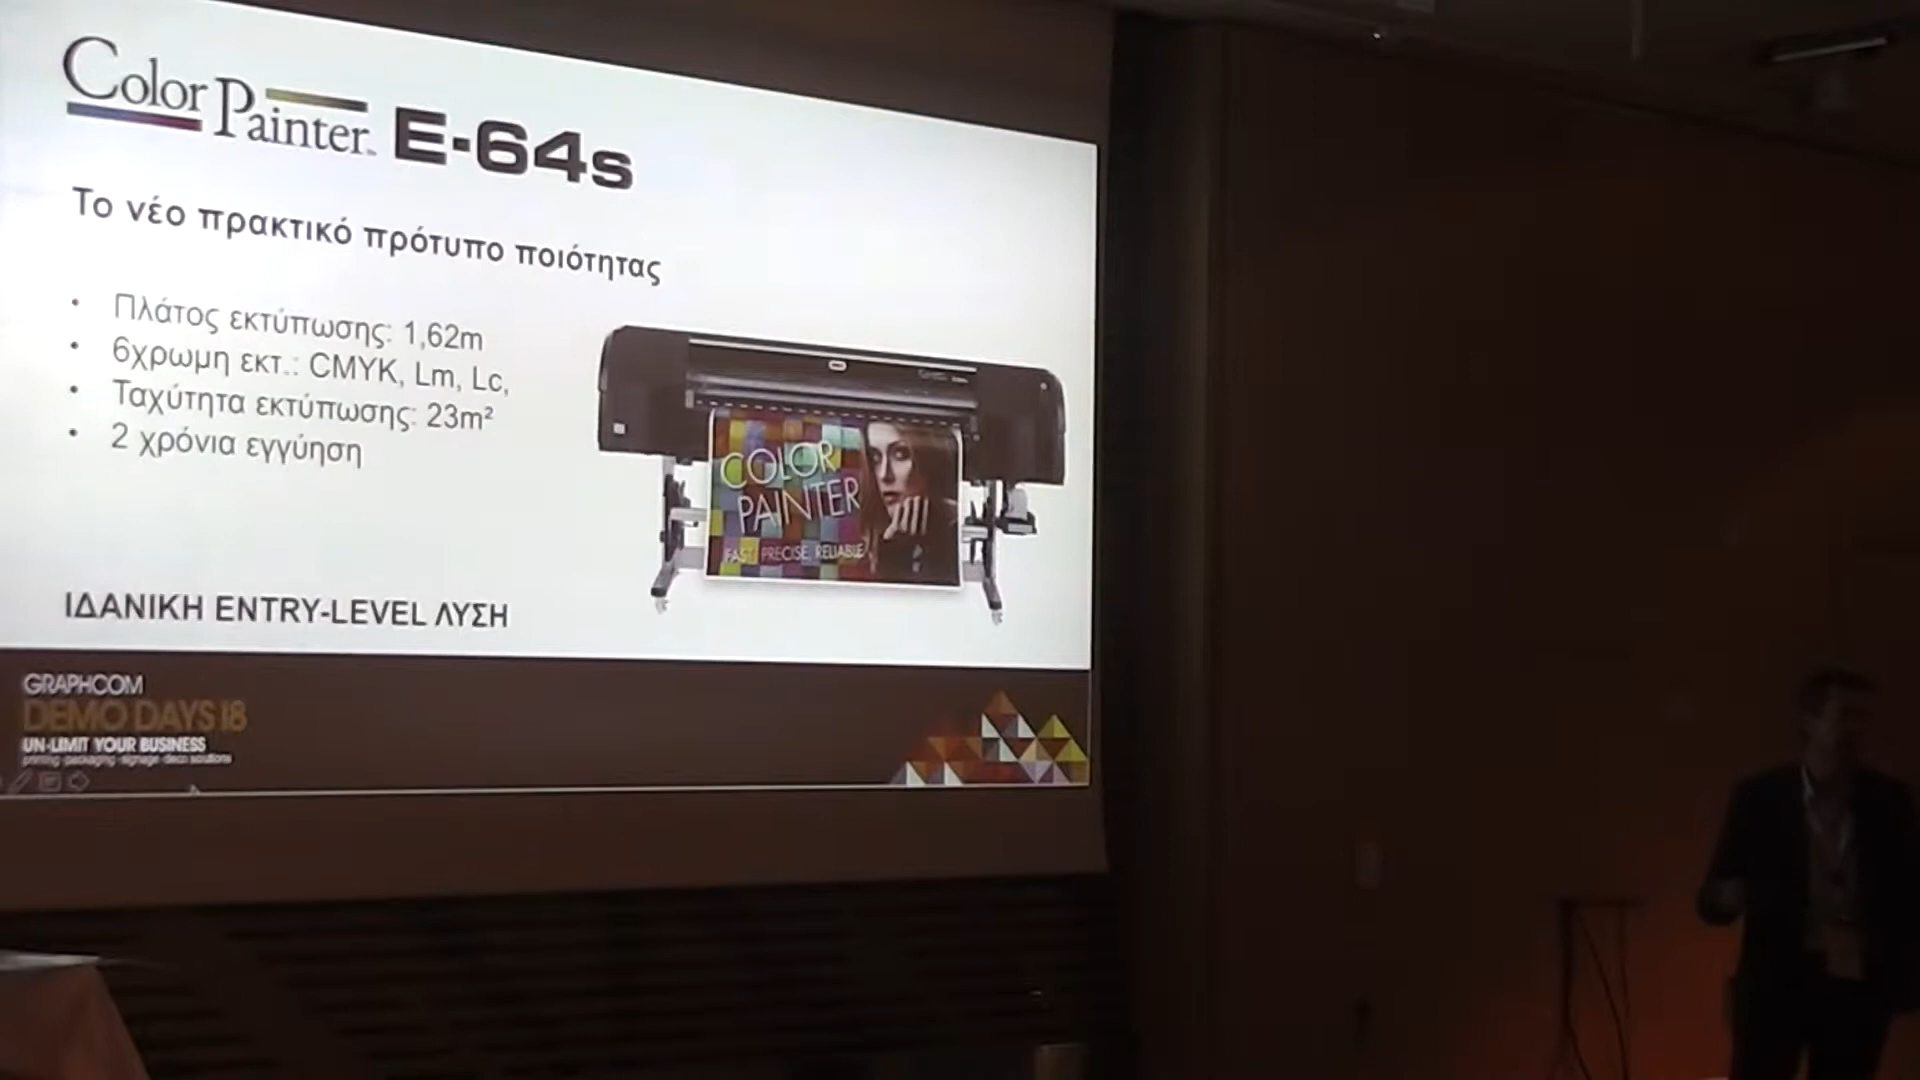 Color Painter™ E-64s
Το νέο πρακτικό πρότυπο ποιότητας
• Πλάτος εκτύπωσης: 1,62m
• 6χρωμη εκτ.: CMYK, Lm, Lc,
• Ταχύτητα εκτύπωσης: 23m²
• 2 χρόνια εγγύηση
COLOR
PAINTER
FAST. PRECISE. RELIABLE
ΙΔΑΝΙΚΗ ENTRY-LEVEL ΛΥΣΗ
GRAPHCOM
DEMO DAYS 18
UN-LIMIT YOUR BUSINESS
printing packaging signage deco solutions